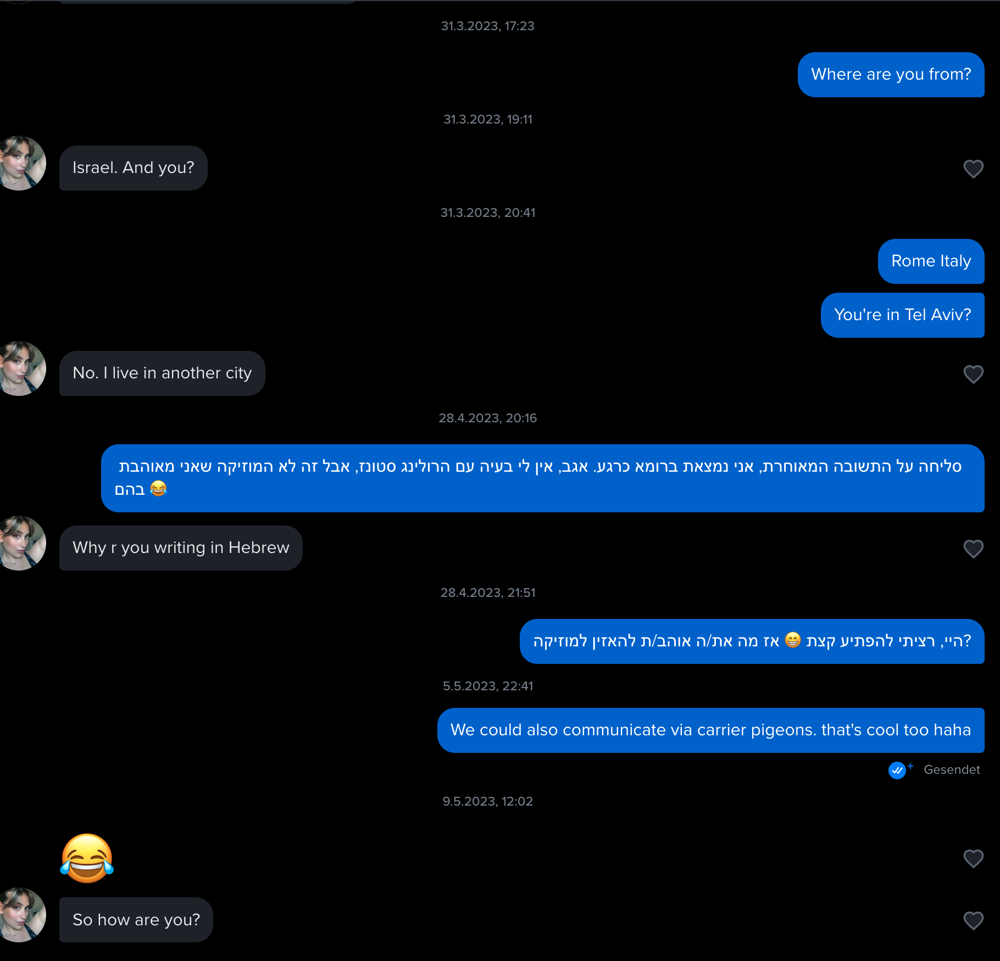 31.3.2023, 17:23
Where are you from?
31.3.2023, 19:11
Israel. And you?
31.3.2023, 20:41
Rome Italy
You're in Tel Aviv?
No. I live in another city
28.4.2023, 20:16
סליחה על התשובה המאוחרת, אני נמצאת ברומא כרגע. אגב, אין לי בעיה עם הרולינג סטונז, אבל זה לא המוזיקה שאני מאוהבת
בהם 😂
Why r you writing in Hebrew
28.4.2023, 21:51
היי, רציתי להפתיע קצת 😁 אז מה את/ה אוהב/ת להאזין למוזיקה?
5.5.2023, 22:41
We could also communicate via carrier pigeons. that's cool too haha
Gesendet
9.5.2023, 12:02
😂
So how are you?